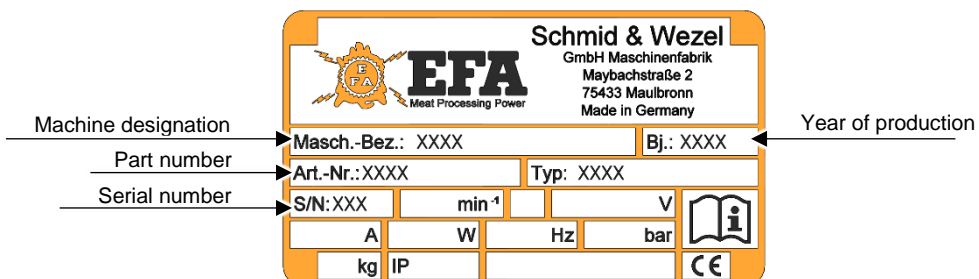 Schmid & Wezel
GmbH Maschinenfabrik
Maybachstraße 2
75433 Maulbronn
Made in Germany
E
F A
EFA
Meat Processing Power
Machine designation
Masch.-Bez.: XXXX
Bj.: XXXX
Year of production
Part number
Art.-Nr.:XXXX
Typ: XXXX
Serial number
S/N:XXX
min⁻¹
V
i
A
W
Hz
bar
kg
IP
CE